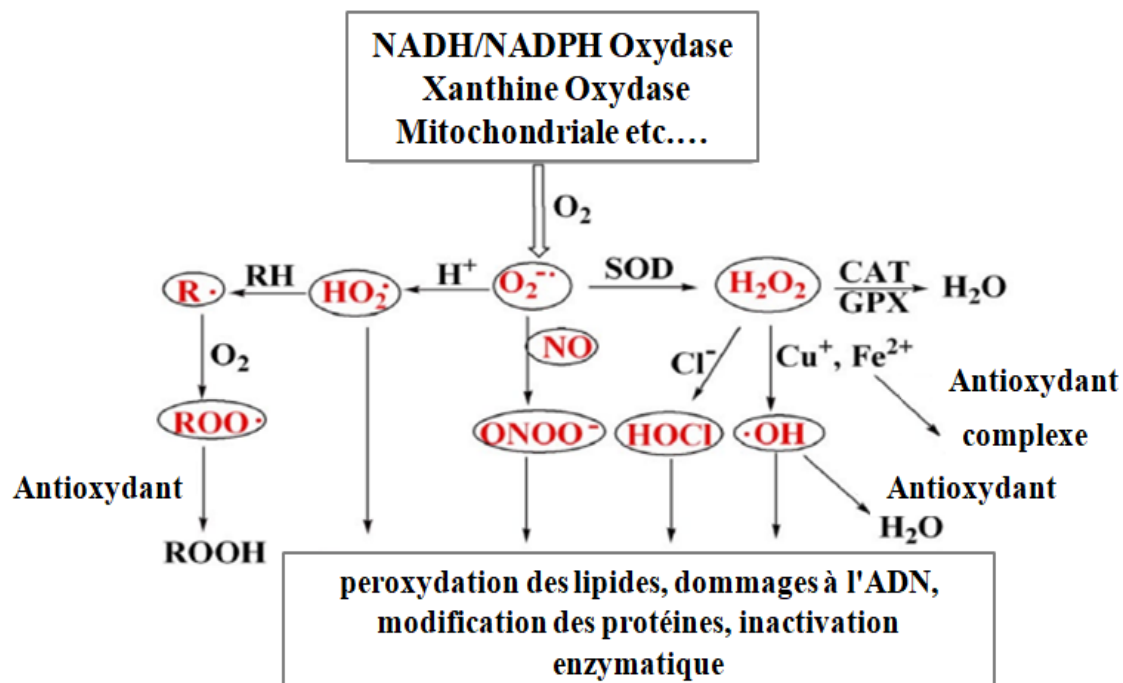 NADH/NADPH Oxydase
Xanthine Oxydase
Mitochondriale etc....
O₂
R· RH HO₂· H⁺ O₂⁻· SOD H₂O₂ CAT H₂O
GPX
O₂ NO Cl⁻ Cu⁺, Fe²⁺
Antioxydant
complexe
ROO· ONOO⁻ HOCl ·OH
Antioxydant Antioxydant
ROOH H₂O
peroxydation des lipides, dommages à l'ADN,
modification des protéines, inactivation
enzymatique